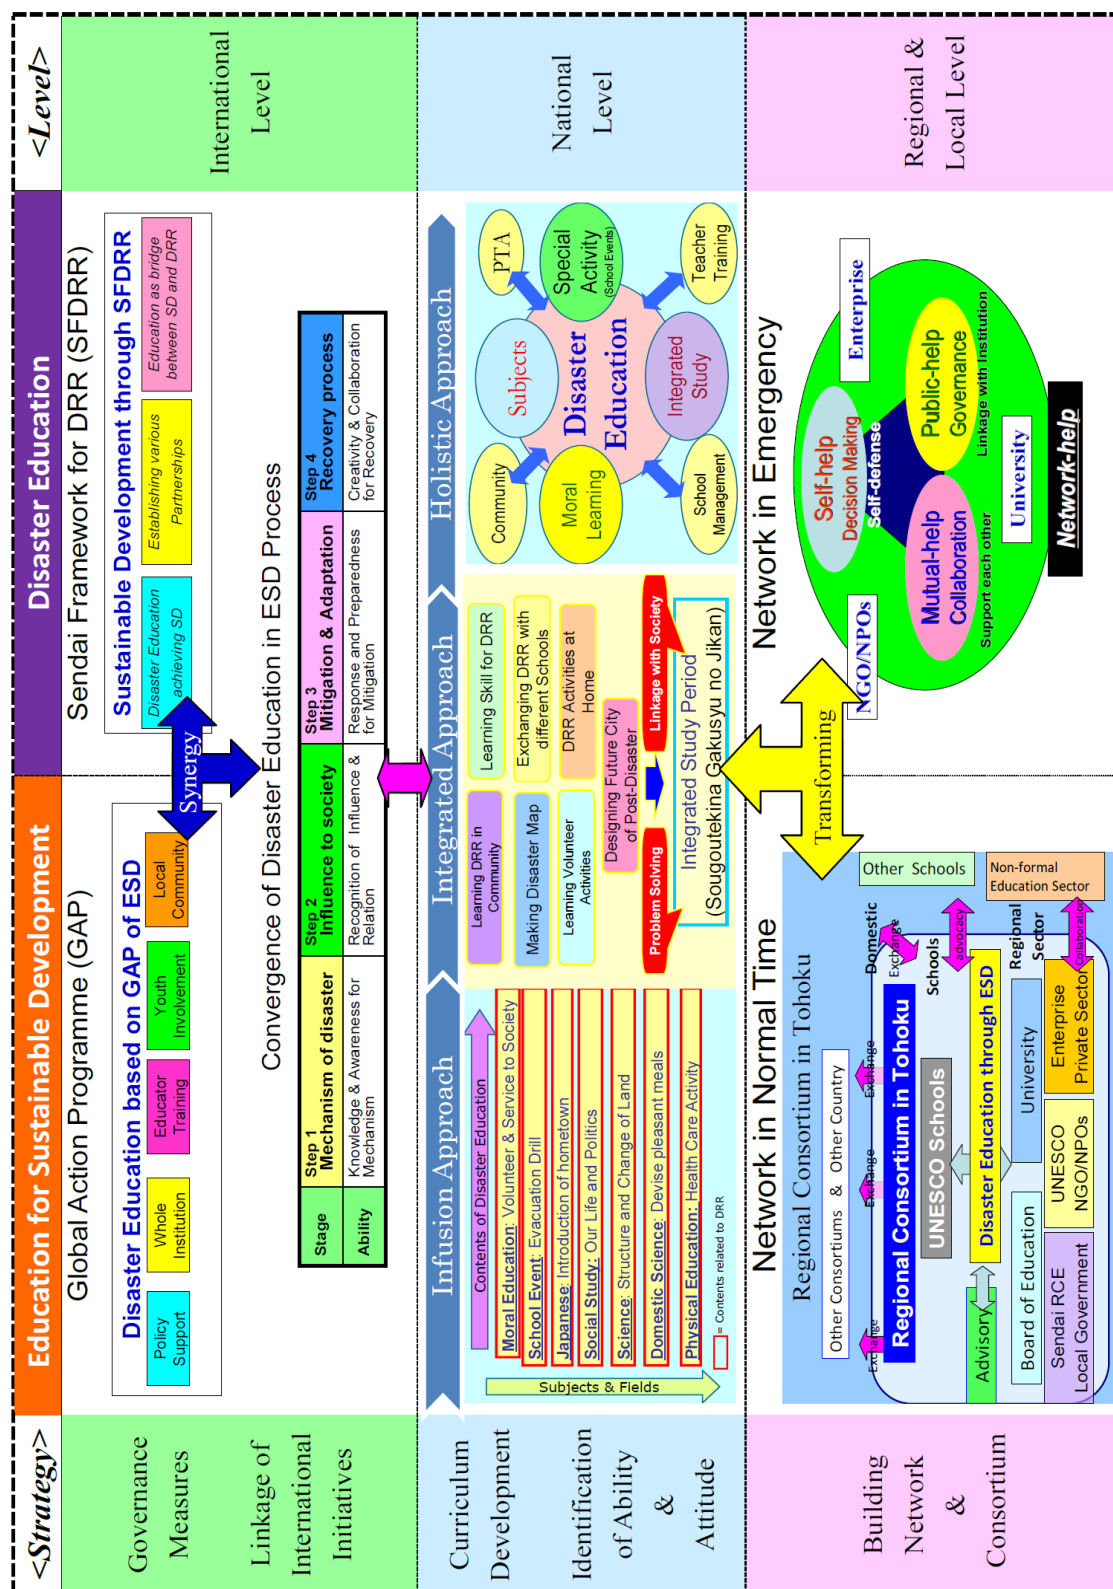 <Strategy>
Education for Sustainable Development
Disaster Education
<Level>
Governance
Measures
Linkage of
International
Initiatives
Global Action Programme (GAP)
Disaster Education based on GAP of ESD
Policy
Support
Whole
Institution
Educator
Training
Youth
Involvement
Local
Community
Synergy
Sendai Framework for DRR (SFDRR)
Sustainable Development through SFDRR
Disaster Education
achieving SD
Establishing various
Partnerships
Education as bridge
between SD and DRR
Convergence of Disaster Education in ESD Process
Stage
Step 1
Mechanism of disaster
Step 2
Influence to society
Step 3
Mitigation & Adaptation
Step 4
Recovery process
Ability
Knowledge & Awareness for
Mechanism
Recognition of Influence &
Relation
Response and Preparedness
for Mitigation
Creativity & Collaboration
for Recovery
International
Level
Curriculum
Development
Identification
of Ability
&
Attitude
Infusion Approach
Contents of Disaster Education
Subjects & Fields
Moral Education: Volunteer & Service to Society
School Event: Evacuation Drill
Japanese: Introduction of hometown
Social Study: Our Life and Politics
Science: Structure and Change of Land
Domestic Science: Devise pleasant meals
Physical Education: Health Care Activity
= Contents related to DRR
Integrated Approach
Learning DRR in
Community
Learning Skill for DRR
Making Disaster Map
Exchanging DRR with
different Schools
Learning Volunteer
Activities
DRR Activities at
Home
Designing Future City
of Post-Disaster
Problem Solving
Linkage with Society
Integrated Study Period
(Sougoutekina Gakusyu no Jikan)
Holistic Approach
Community
PTA
Subjects
Moral
Learning
Disaster
Education
Special
Activity
(School Events)
Integrated
Study
School
Management
Teacher
Training
National
Level
Building
Network
&
Consortium
Network in Normal Time
Regional Consortium in Tohoku
Other Consortiums & Other Country
Exchange
Exchange
Exchange
Domestic
Exchange
Schools
Other Schools
Regional Consortium in Tohoku
UNESCO Schools
advocacy
Advisory
Disaster Education through ESD
Regional
Sector
Non-formal
Education Sector
Collaboration
Board of Education
University
Sendai RCE
Local Government
UNESCO
NGO/NPOs
Enterprise
Private Sector
Transforming
Network in Emergency
NGO/NPOs
Enterprise
Self-help
Decision Making
Self-defense
Mutual-help
Collaboration
Support each other
Public-help
Governance
Linkage with Institution
University
Network-help
Regional &
Local Level